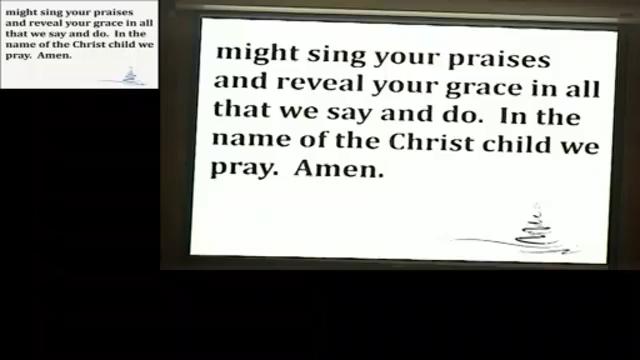 might sing your praises
and reveal your grace in all
that we say and do.  In the
name of the Christ child we
pray.  Amen.
might sing your praises
and reveal your grace in all
that we say and do.  In the
name of the Christ child we
pray.  Amen.